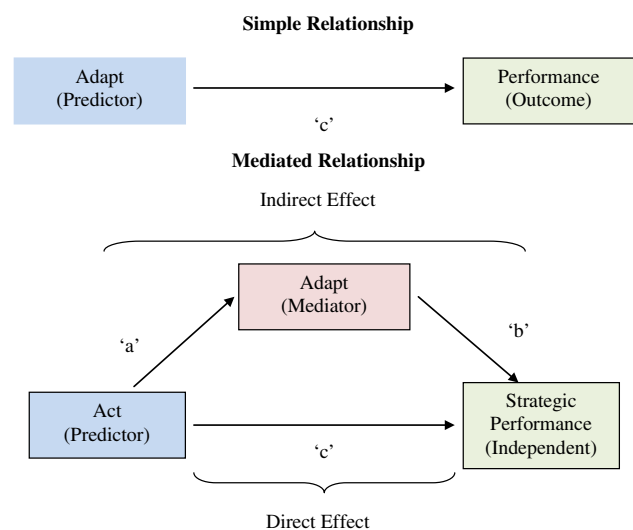 Simple Relationship
Adapt
(Predictor)
Performance
(Outcome)
‘c’
Mediated Relationship
Indirect Effect
Adapt
(Mediator)
‘a’
‘b’
Act
(Predictor)
Strategic
Performance
(Independent)
‘c’
Direct Effect